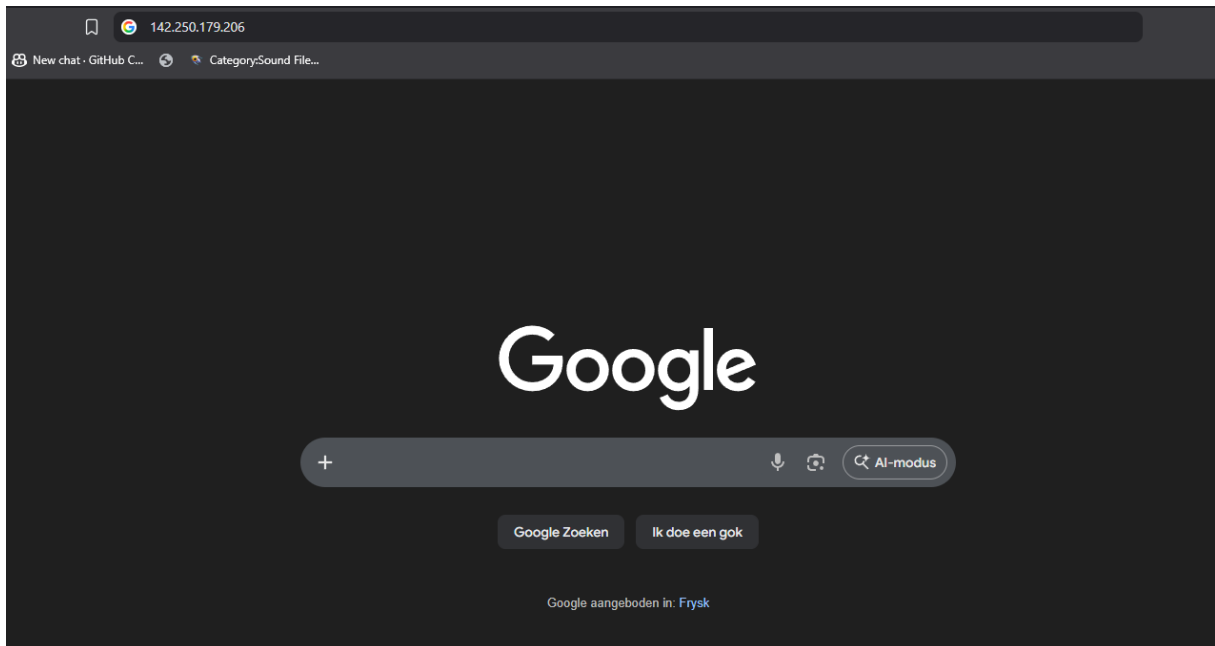 142.250.179.206
New chat · GitHub C... Category:Sound File...
Google
AI-modus
Google Zoeken Ik doe een gok
Google aangeboden in: Frysk